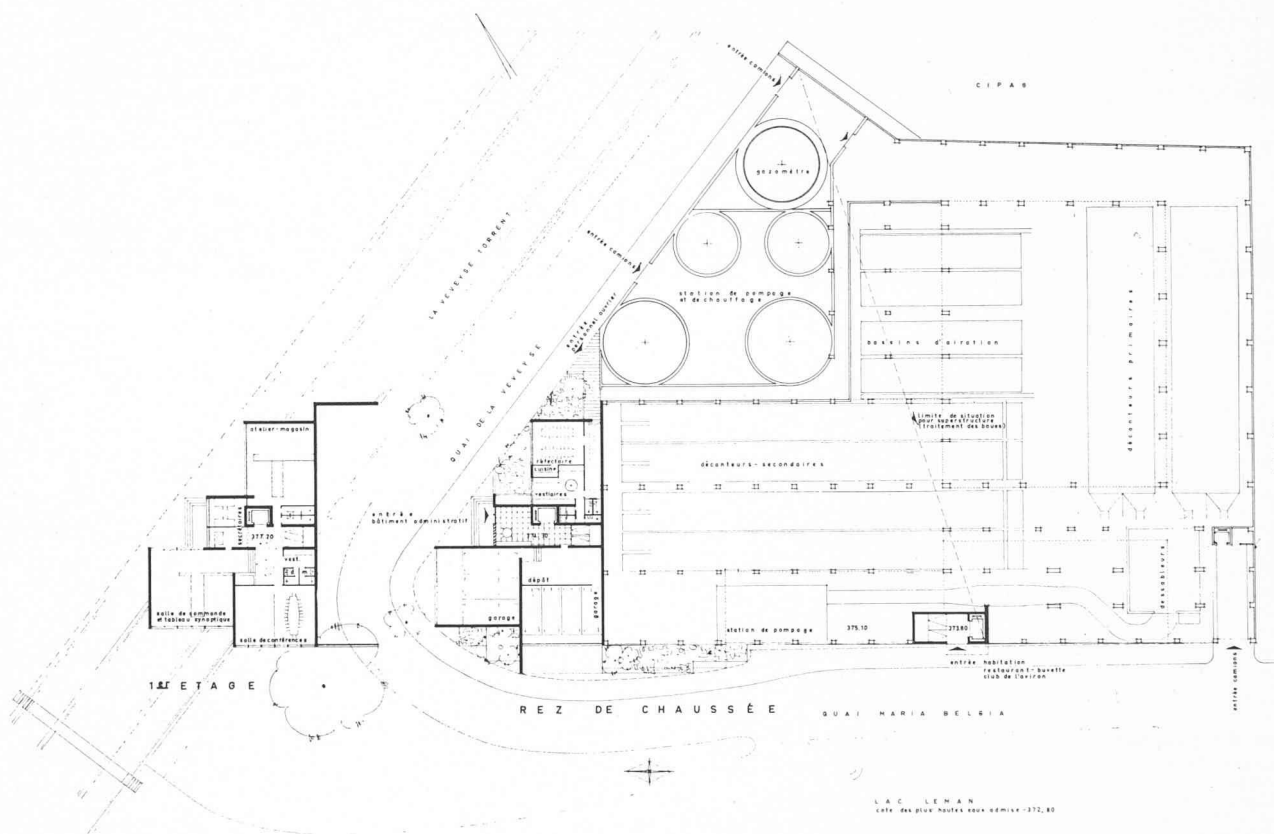 entrée camions
CIPAS
gazomètre
LA VEVEYSE TORRENT
entrée camions
station de pompage
et de chauffage
entrée
personnel ouvrier
bassins d'aération
décanteurs primaires
QUAI DE LA VEVEYSE
limite de situation
pour superstructure
(traitement des boues)
atelier-magasin
réfectoire
cuisine
vestiaires
décanteurs-secondaires
entrée
bâtiment administratif
377.20
vest.
d
m
dépôt
garage
garage
salle de commande
et tableau synoptique
salle de conférences
station de pompage
375.10
373.80
dessableurs
entrée habitation
restaurant-buvette
club de l'aviron
entrée camions
1er ETAGE
REZ DE CHAUSSÉE
QUAI MARIA BELGIA
LAC LEMAN
cote des plus hautes eaux admise -372,80